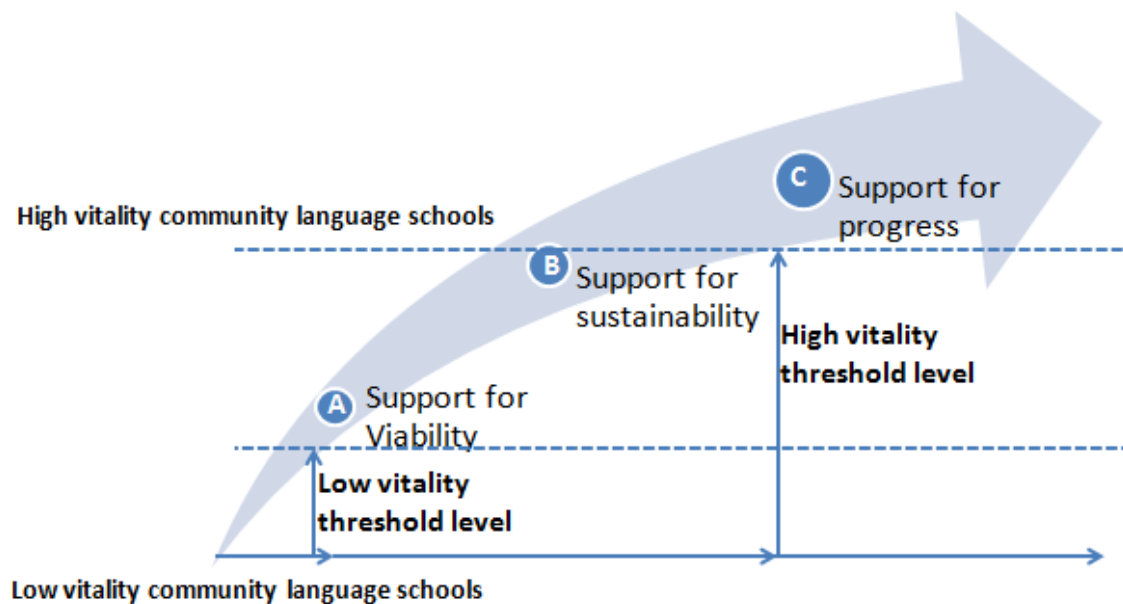 C
Support for
progress
High vitality community language schools
B
Support for
sustainability
High vitality
threshold level
A
Support for
Viability
Low vitality
threshold level
Low vitality community language schools